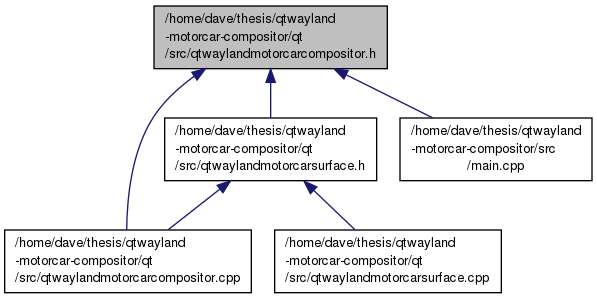 /home/dave/thesis/qtwayland
-motorcar-compositor/qt
/src/qtwaylandmotorcarcompositor.h
/home/dave/thesis/qtwayland
-motorcar-compositor/qt
/src/qtwaylandmotorcarsurface.h
/home/dave/thesis/qtwayland
-motorcar-compositor/src
/main.cpp
/home/dave/thesis/qtwayland
-motorcar-compositor/qt
/src/qtwaylandmotorcarcompositor.cpp
/home/dave/thesis/qtwayland
-motorcar-compositor/qt
/src/qtwaylandmotorcarsurface.cpp